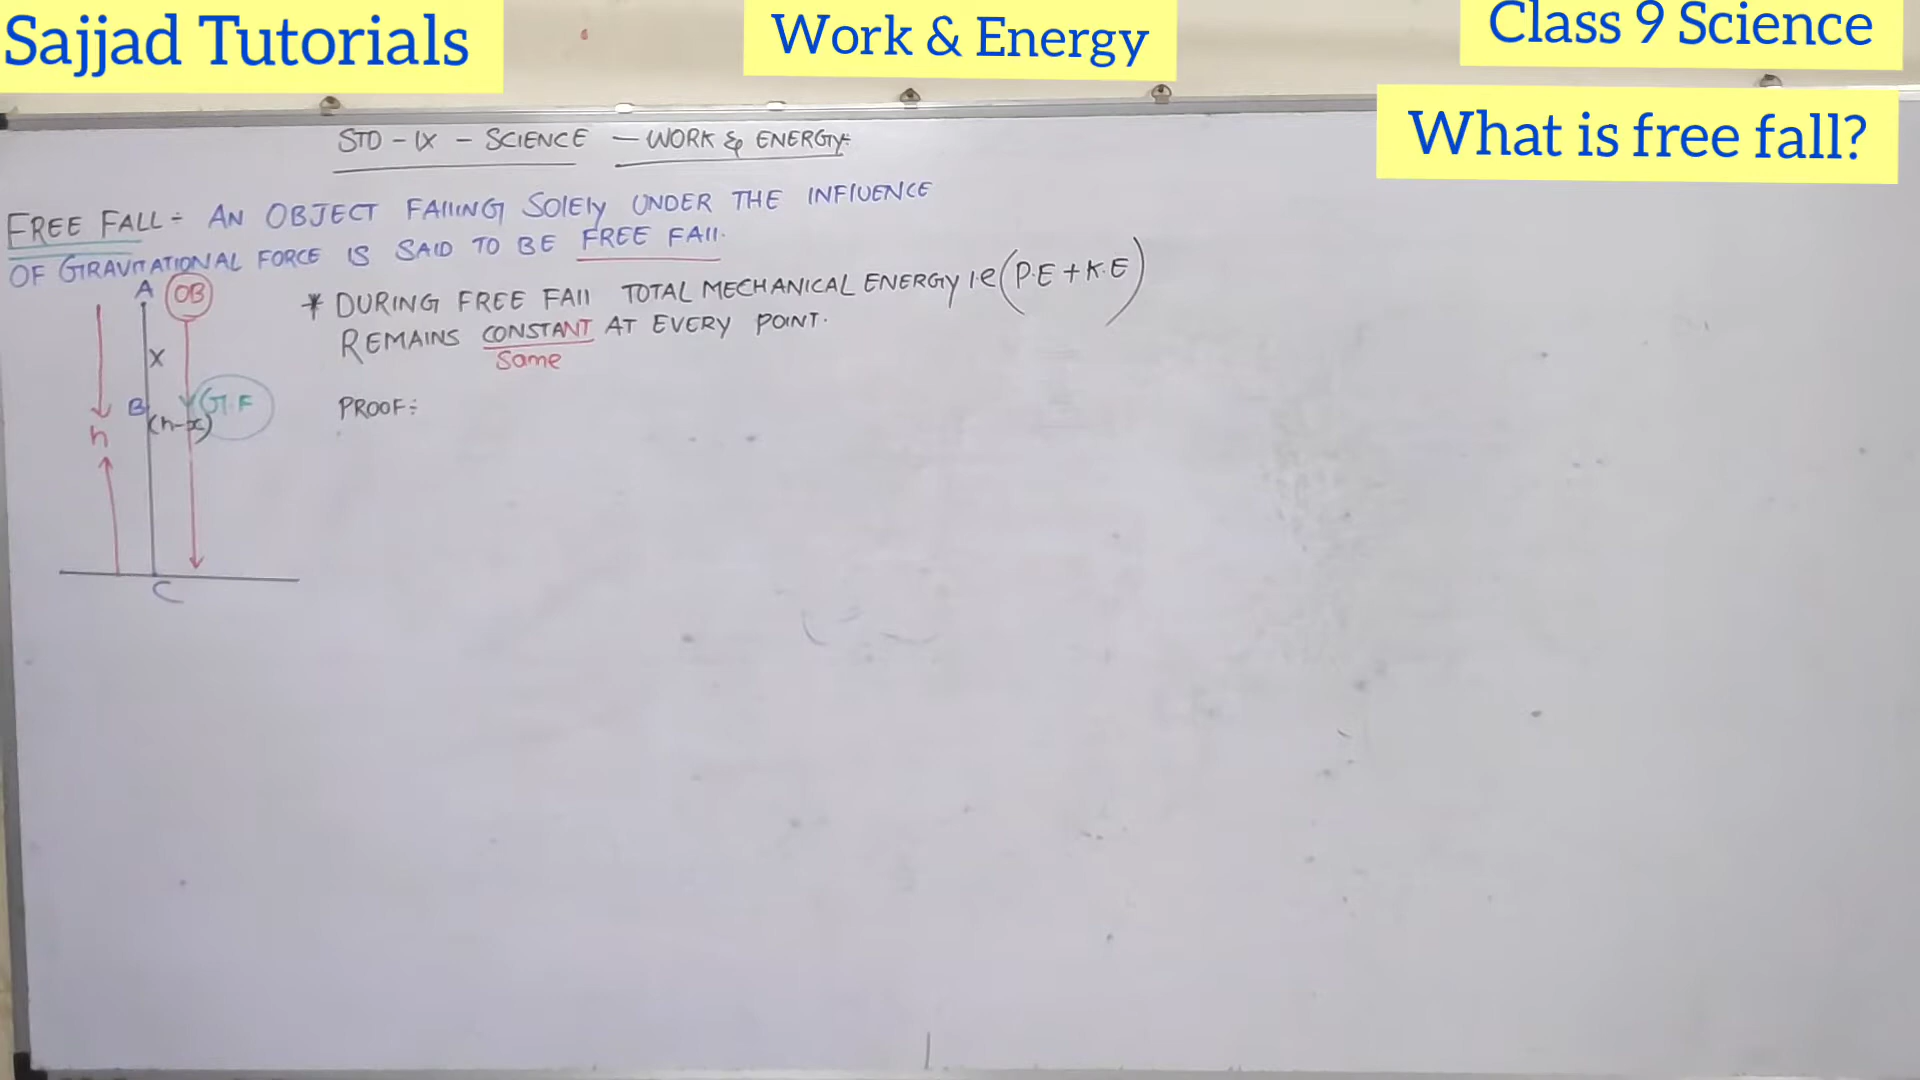 Sajjad Tutorials
Work & Energy
Class 9 Science
What is free fall?
STD - IX - SCIENCE - WORK & ENERGY:
FREE FALL:- AN OBJECT FALLING SOLELY UNDER THE INFLUENCE
OF GRAVITATIONAL FORCE IS SAID TO BE FREE FALL.
* DURING FREE FALL TOTAL MECHANICAL ENERGY i.e (P.E + K.E)
REMAINS CONSTANT AT EVERY POINT.
Same
PROOF:-
A
OB
x
B
G.F
(h-x)
h
C